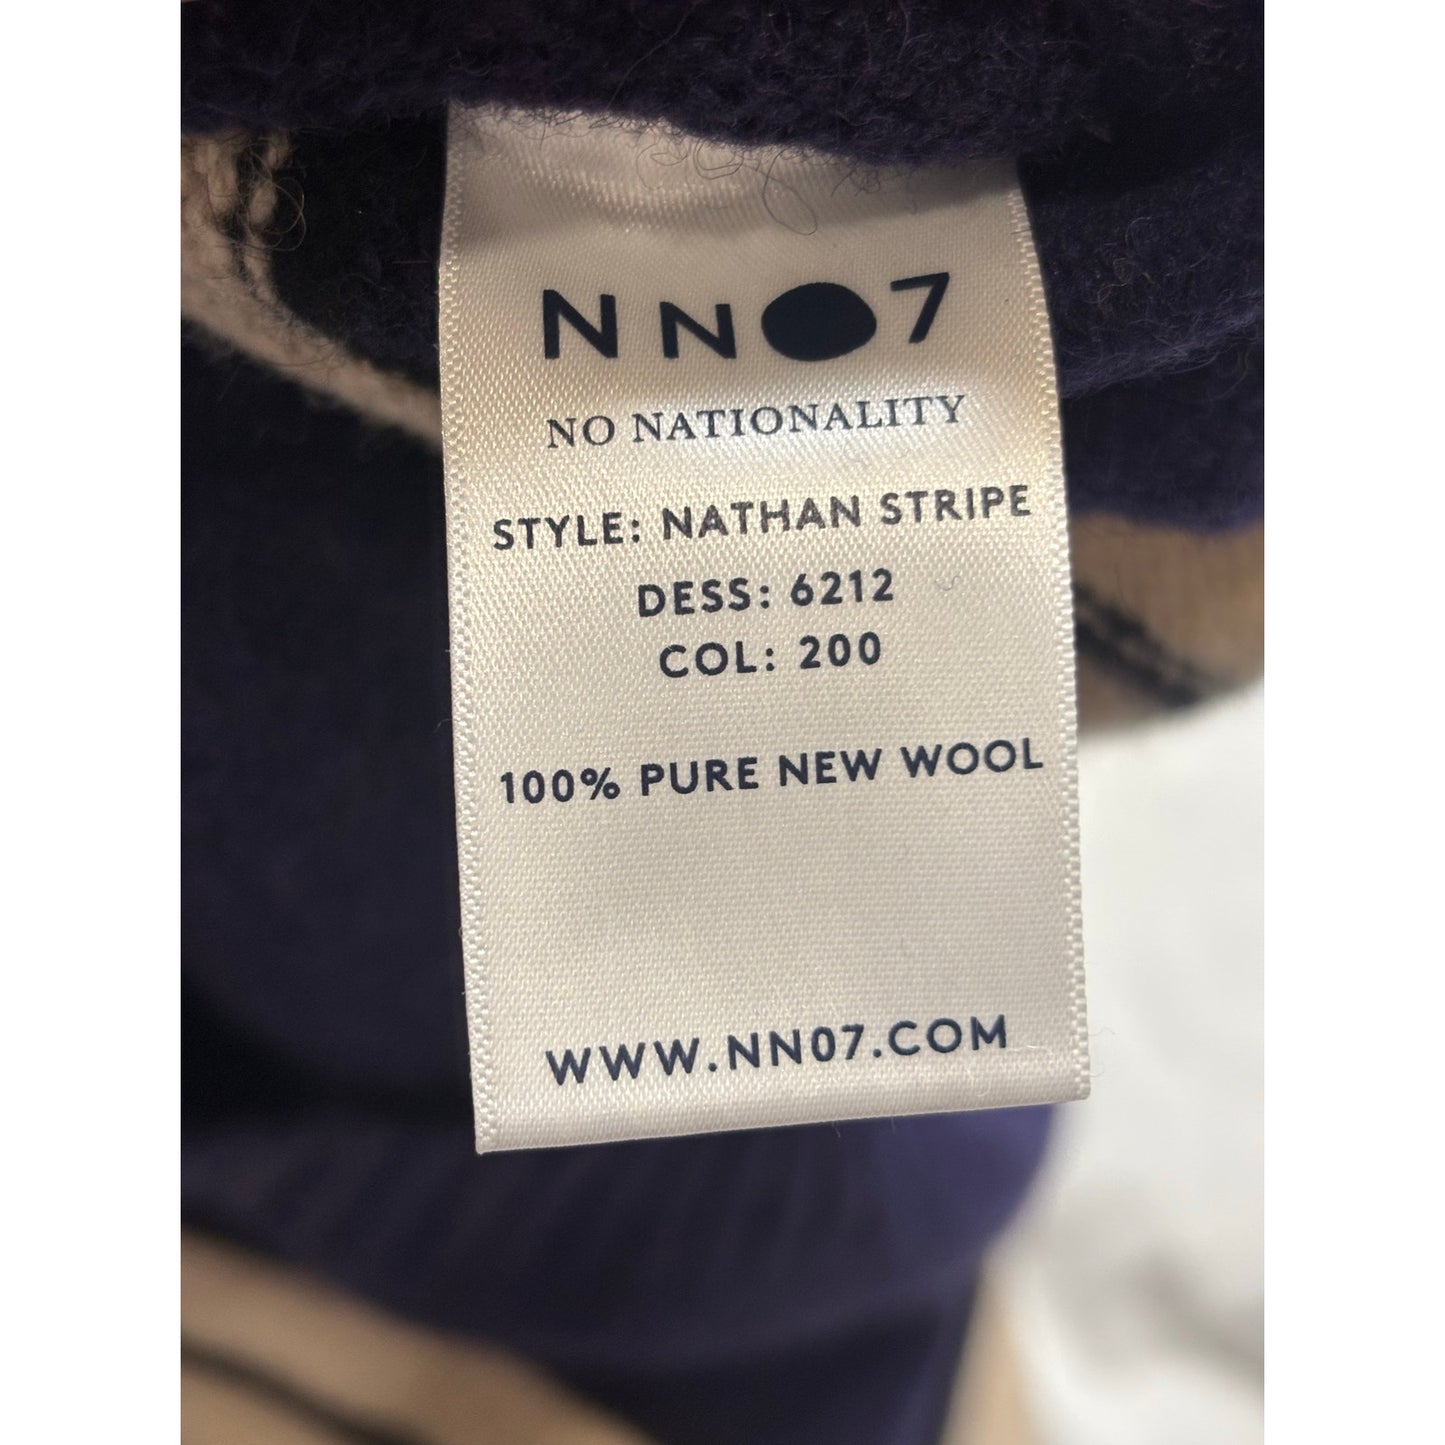 NN07
NO NATIONALITY
STYLE: NATHAN STRIPE
DESS: 6212
COL: 200
100% PURE NEW WOOL
WWW.NN07.COM